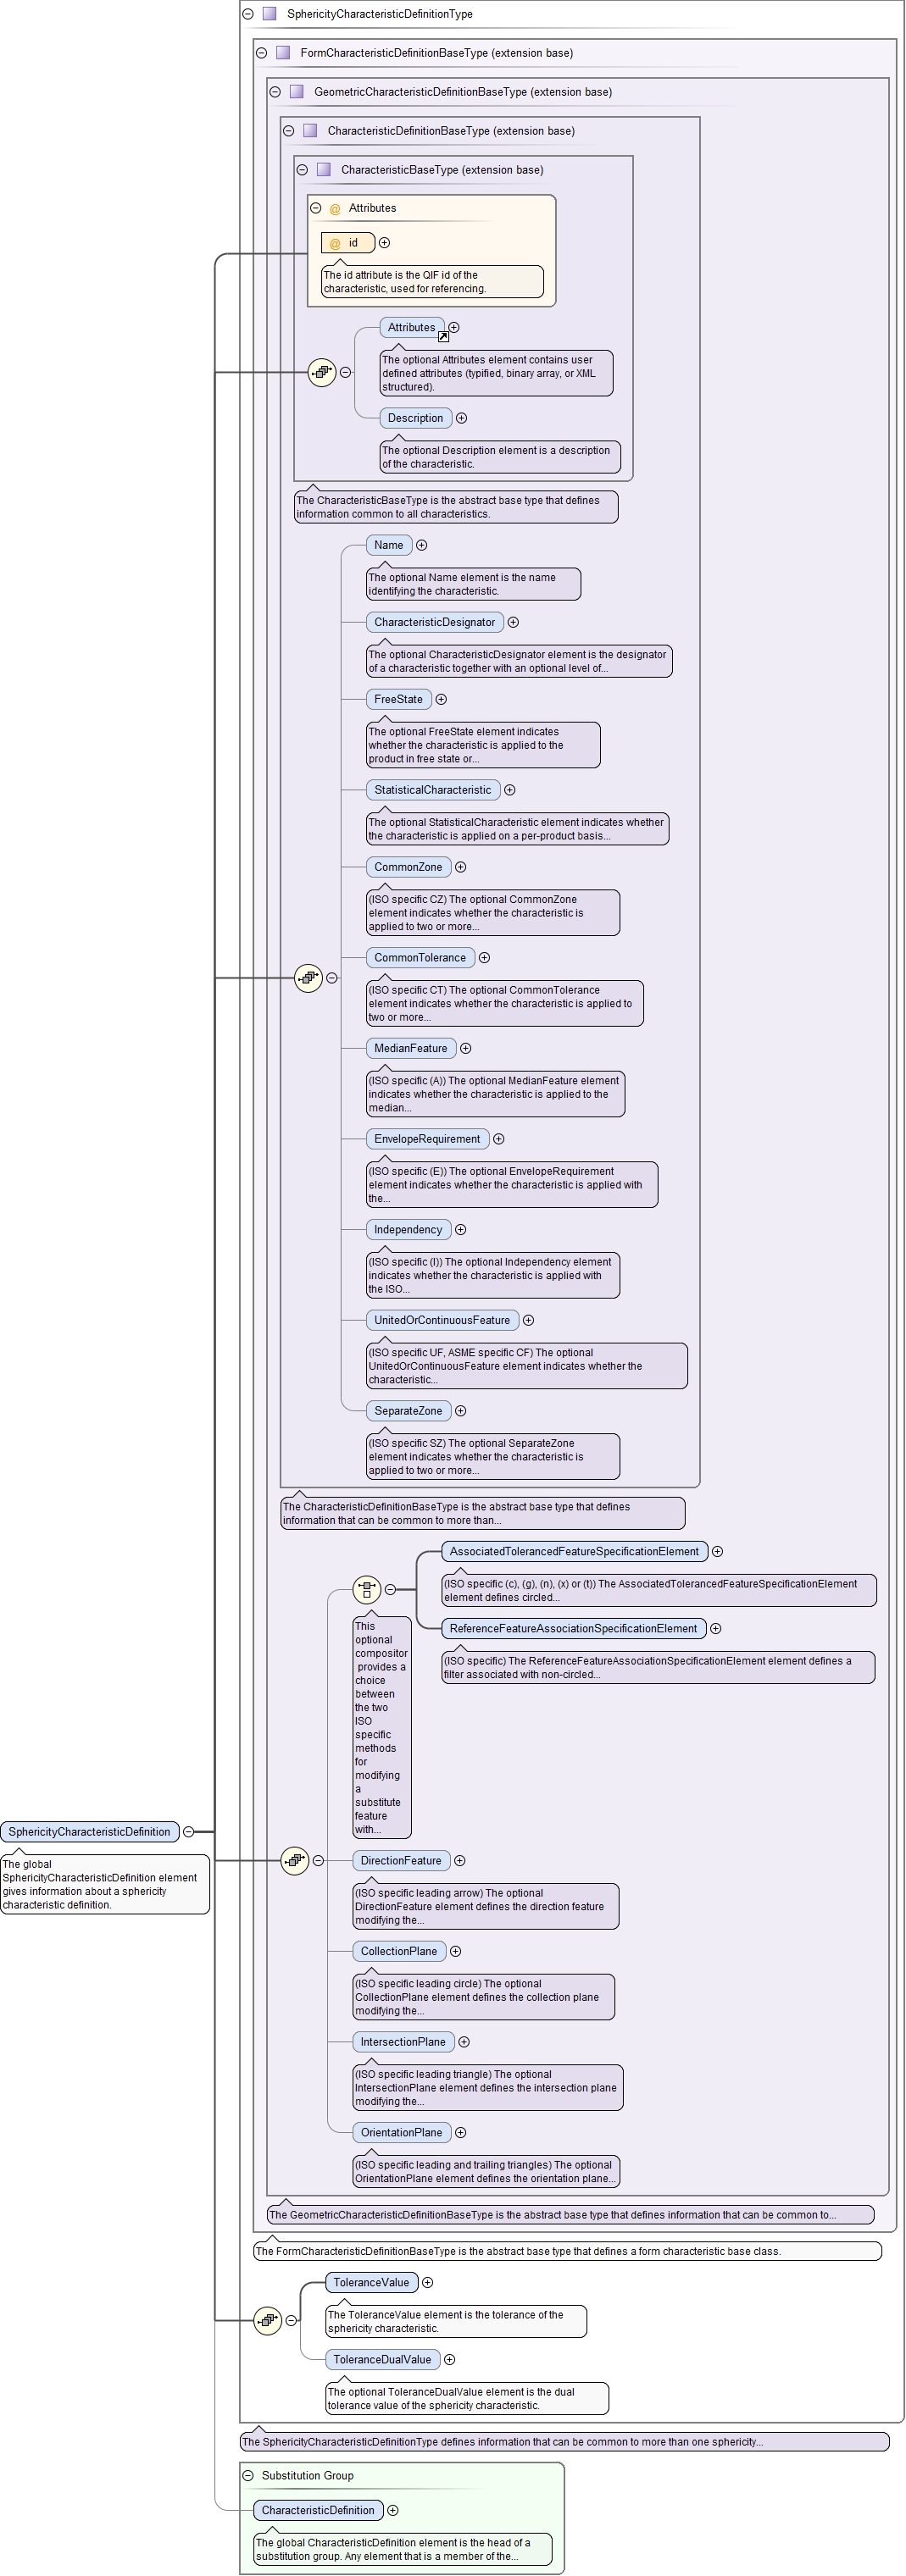 SphericityCharacteristicDefinitionType
FormCharacteristicDefinitionBaseType (extension base)
GeometricCharacteristicDefinitionBaseType (extension base)
CharacteristicDefinitionBaseType (extension base)
CharacteristicBaseType (extension base)
@ Attributes
@ id
The id attribute is the QIF id of the
characteristic, used for referencing.
Attributes
The optional Attributes element contains user
defined attributes (typified, binary array, or XML
structured).
Description
The optional Description element is a description
of the characteristic.
The CharacteristicBaseType is the abstract base type that defines
information common to all characteristics.
Name
The optional Name element is the name
identifying the characteristic.
CharacteristicDesignator
The optional CharacteristicDesignator element is the designator
of a characteristic together with an optional level of...
FreeState
The optional FreeState element indicates
whether the characteristic is applied to the
product in free state or...
StatisticalCharacteristic
The optional StatisticalCharacteristic element indicates whether
the characteristic is applied on a per-product basis...
CommonZone
(ISO specific CZ) The optional CommonZone
element indicates whether the characteristic is
applied to two or more...
CommonTolerance
(ISO specific CT) The optional CommonTolerance
element indicates whether the characteristic is applied to
two or more...
MedianFeature
(ISO specific (A)) The optional MedianFeature element
indicates whether the characteristic is applied to the
median...
EnvelopeRequirement
(ISO specific (E)) The optional EnvelopeRequirement
element indicates whether the characteristic is applied with
the...
Independency
(ISO specific (I)) The optional Independency element
indicates whether the characteristic is applied with
the ISO...
UnitedOrContinuousFeature
(ISO specific UF, ASME specific CF) The optional
UnitedOrContinuousFeature element indicates whether the
characteristic...
SeparateZone
(ISO specific SZ) The optional SeparateZone
element indicates whether the characteristic is
applied to two or more...
The CharacteristicDefinitionBaseType is the abstract base type that defines
information that can be common to more than...
AssociatedTolerancedFeatureSpecificationElement
(ISO specific (c), (g), (n), (x) or (t)) The AssociatedTolerancedFeatureSpecificationElement
element defines circled...
ReferenceFeatureAssociationSpecificationElement
(ISO specific) The ReferenceFeatureAssociationSpecificationElement element defines a
filter associated with non-circled...
This
optional
compositor
provides a
choice
between
the two
ISO
specific
methods
for
modifying
a
substitute
feature
with...
SphericityCharacteristicDefinition
The global
SphericityCharacteristicDefinition element
gives information about a sphericity
characteristic definition.
DirectionFeature
(ISO specific leading arrow) The optional
DirectionFeature element defines the direction feature
modifying the...
CollectionPlane
(ISO specific leading circle) The optional
CollectionPlane element defines the collection plane
modifying the...
IntersectionPlane
(ISO specific leading triangle) The optional
IntersectionPlane element defines the intersection plane
modifying the...
OrientationPlane
(ISO specific leading and trailing triangles) The optional
OrientationPlane element defines the orientation plane...
The GeometricCharacteristicDefinitionBaseType is the abstract base type that defines information that can be common to...
The FormCharacteristicDefinitionBaseType is the abstract base type that defines a form characteristic base class.
ToleranceValue
The ToleranceValue element is the tolerance of the
sphericity characteristic.
ToleranceDualValue
The optional ToleranceDualValue element is the dual
tolerance value of the sphericity characteristic.
The SphericityCharacteristicDefinitionType defines information that can be common to more than one sphericity...
Substitution Group
CharacteristicDefinition
The global CharacteristicDefinition element is the head of a
substitution group. Any element that is a member of the...